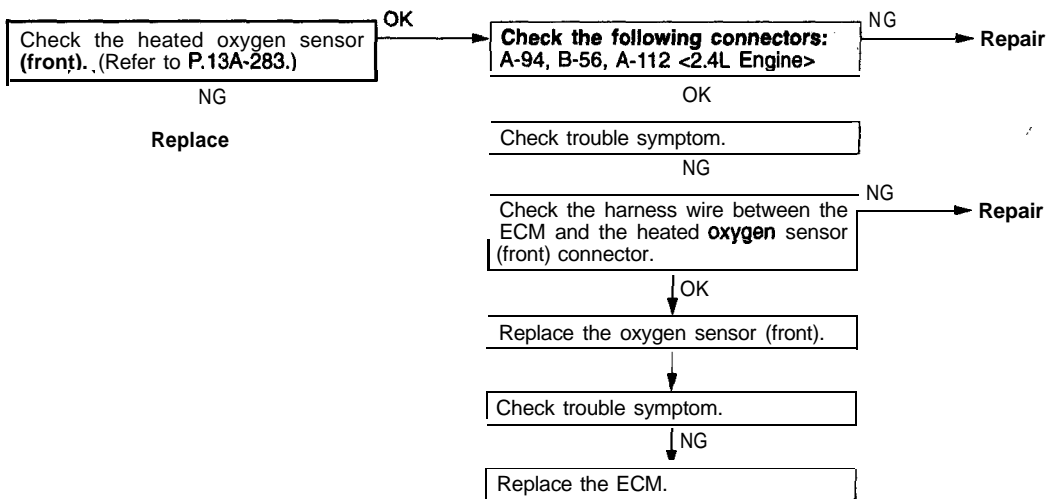 OK
NG
Check the heated oxygen sensor
(front). (Refer to P.13A-283.)
Check the following connectors:
A-94, B-56, A-112 <2.4L Engine>
Repair
NG
OK
Replace
Check trouble symptom.
NG
NG
Check the harness wire between the
ECM and the heated oxygen sensor
(front) connector.
Repair
OK
Replace the oxygen sensor (front).
Check trouble symptom.
NG
Replace the ECM.